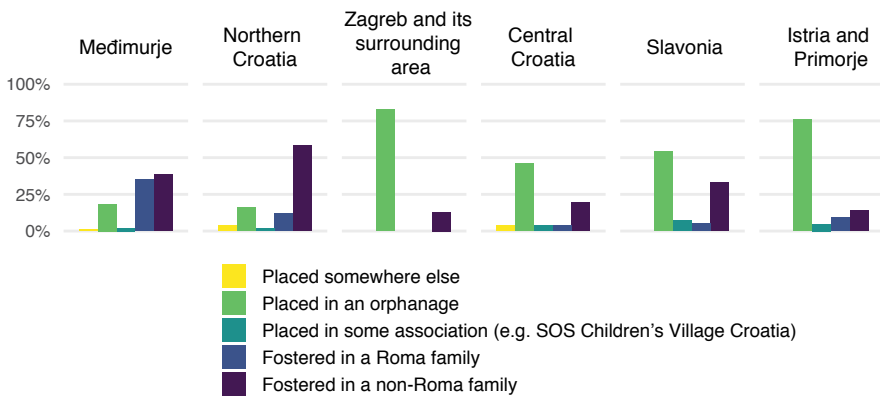 Međimurje
Northern
Croatia
Zagreb and its
surrounding
area
Central
Croatia
Slavonia
Istria and
Primorje
100%
75%
50%
25%
0%
Placed somewhere else
Placed in an orphanage
Placed in some association (e.g. SOS Children’s Village Croatia)
Fostered in a Roma family
Fostered in a non-Roma family